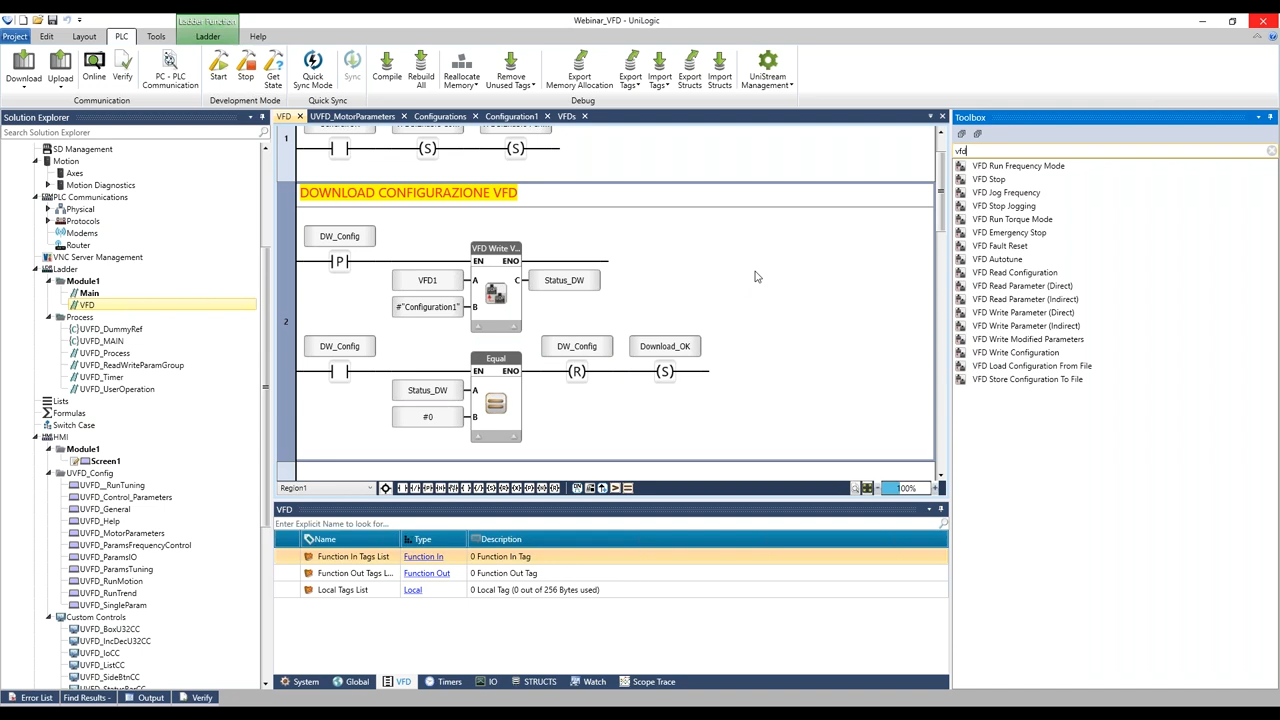 Webinar_VFD - UniLogic
Ladder Function
Project Edit Layout PLC Tools Ladder Help
Download Upload Online Verify PC - PLC Communication Start Stop Get State Quick Sync Mode Sync Compile Rebuild All Reallocate Memory Remove Unused Tags Export Memory Allocation Export Tags Import Tags Export Structs Import Structs UniStream Management
Communication Development Mode Quick Sync Debug
Solution Explorer
Search Solution Explorer
SD Management
Motion
Axes
Motion Diagnostics
PLC Communications
Physical
Protocols
Modems
Router
VNC Server Management
Ladder
Module1
Main
VFD
Process
UVFD_DummyRef
UVFD_MAIN
UVFD_Process
UVFD_ReadWriteParamGroup
UVFD_Timer
UVFD_UserOperation
Lists
Formulas
Switch Case
HMI
Module1
Screen1
UVFD_Config
UVFD__RunTuning
UVFD_Control_Parameters
UVFD_General
UVFD_Help
UVFD_MotorParameters
UVFD_ParamsFrequencyControl
UVFD_ParamsIO
UVFD_ParamsTuning
UVFD_RunMotion
UVFD_RunTrend
UVFD_SingleParam
Custom Controls
UVFD_BoxU32CC
UVFD_IncDecU32CC
UVFD_IoCC
UVFD_ListCC
UVFD_SideBtnCC
UVFD_StatusBarCC
VFD UVFD_MotorParameters Configurations Configuration1 VFDs
1
(S) (S)
DOWNLOAD CONFIGURAZIONE VFD
2
DW_Config
P
VFD Write V...
EN ENO
VFD1 A C Status_DW
#"Configuration1" B
DW_Config Equal DW_Config Download_OK
EN ENO (R) (S)
Status_DW A
#0 B
Region1 100%
VFD
Enter Explicit Name to look for...
Name Type Description
Function In Tags List Function In 0 Function In Tag
Function Out Tags L... Function Out 0 Function Out Tag
Local Tags List Local 0 Local Tag (0 out of 256 Bytes used)
System Global VFD Timers IO STRUCTS Watch Scope Trace
Toolbox
vfd
VFD Run Frequency Mode
VFD Stop
VFD Jog Frequency
VFD Stop Jogging
VFD Run Torque Mode
VFD Emergency Stop
VFD Fault Reset
VFD Autotune
VFD Read Configuration
VFD Read Parameter (Direct)
VFD Read Parameter (Indirect)
VFD Write Parameter (Direct)
VFD Write Parameter (Indirect)
VFD Write Modified Parameters
VFD Write Configuration
VFD Load Configuration From File
VFD Store Configuration To File
Error List Find Results - Output Verify